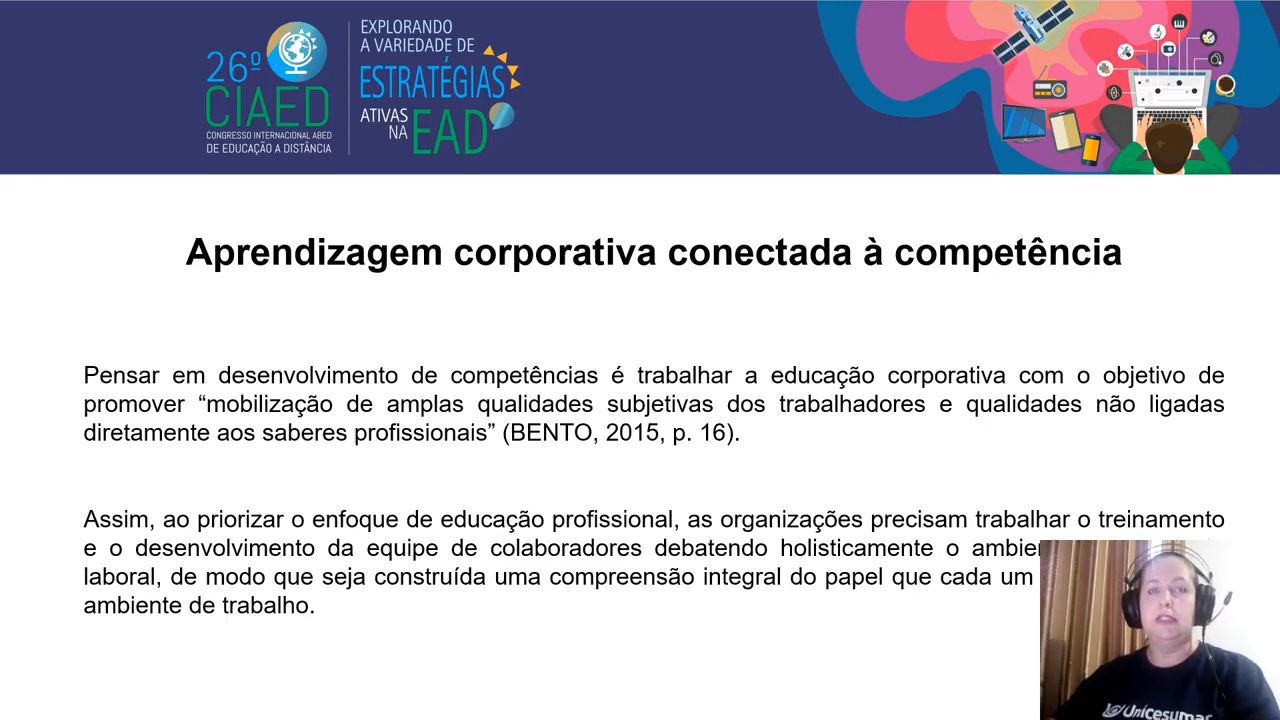 26º
CIAED
CONGRESSO INTERNACIONAL ABED
DE EDUCAÇÃO A DISTÂNCIA
EXPLORANDO
A VARIEDADE DE
ESTRATÉGIAS
ATIVAS
NA EAD
Aprendizagem corporativa conectada à competência
Pensar em desenvolvimento de competências é trabalhar a educação corporativa com o objetivo de
promover “mobilização de amplas qualidades subjetivas dos trabalhadores e qualidades não ligadas
diretamente aos saberes profissionais” (BENTO, 2015, p. 16).
Assim, ao priorizar o enfoque de educação profissional, as organizações precisam trabalhar o treinamento
e o desenvolvimento da equipe de colaboradores debatendo holisticamente o
laboral, de modo que seja construída uma compreensão integral do papel que cada um
ambiente de trabalho.
Unicesumar